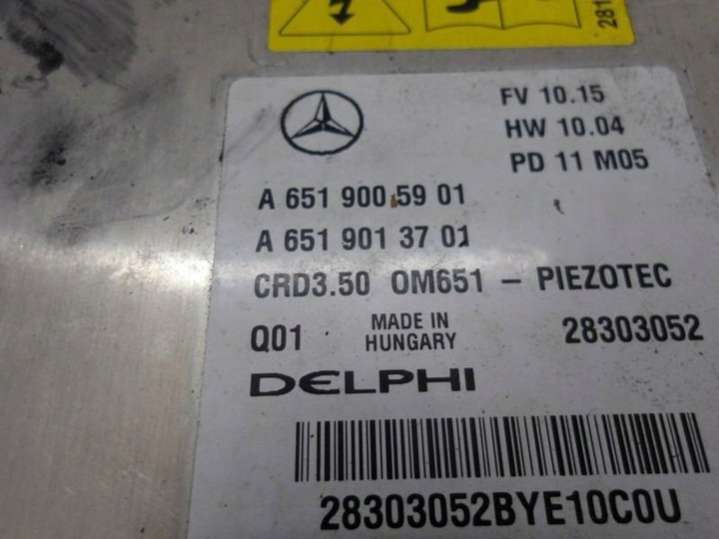 281
FV 10.15
HW 10.04
PD 11 M05
A 651 900 59 01
A 651 901 37 01
CRD3.50 OM651 - PIEZOTEC
Q01 MADE IN HUNGARY 28303052
DELPHI
28303052BYE10C0U